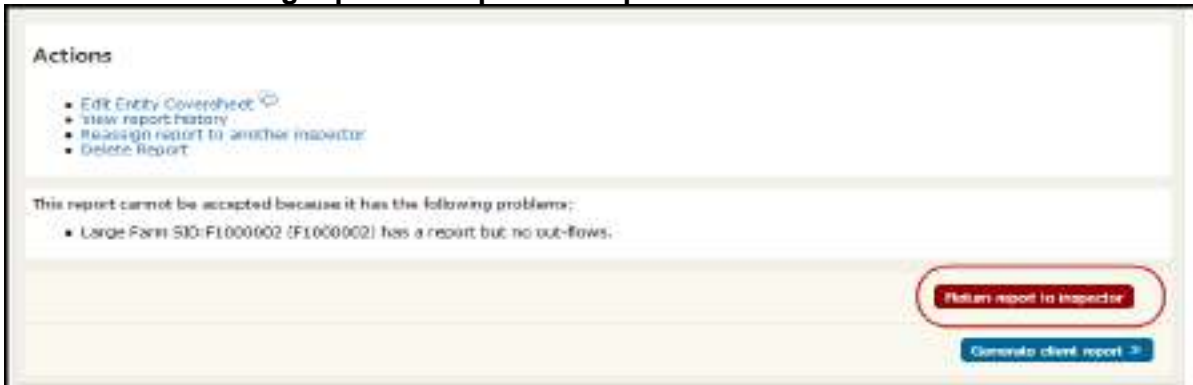 Actions
Edit Entity Coversheet
View report history
Reassign report to another inspector
Delete Report
This report cannot be accepted because it has the following problems:
Large Farm SID:F1000002 (F1000002) has a report but no out-flows.
Return report to inspector
Generate client report »